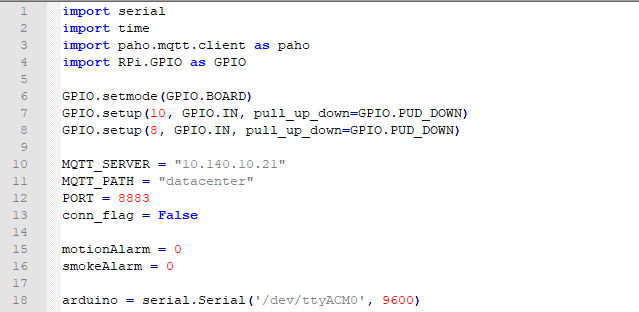 1 import serial
2 import time
3 import paho.mqtt.client as paho
4 import RPi.GPIO as GPIO
5
6 GPIO.setmode(GPIO.BOARD)
7 GPIO.setup(10, GPIO.IN, pull_up_down=GPIO.PUD_DOWN)
8 GPIO.setup(8, GPIO.IN, pull_up_down=GPIO.PUD_DOWN)
9
10 MQTT_SERVER = "10.140.10.21"
11 MQTT_PATH = "datacenter"
12 PORT = 8883
13 conn_flag = False
14
15 motionAlarm = 0
16 smokeAlarm = 0
17
18 arduino = serial.Serial('/dev/ttyACM0', 9600)